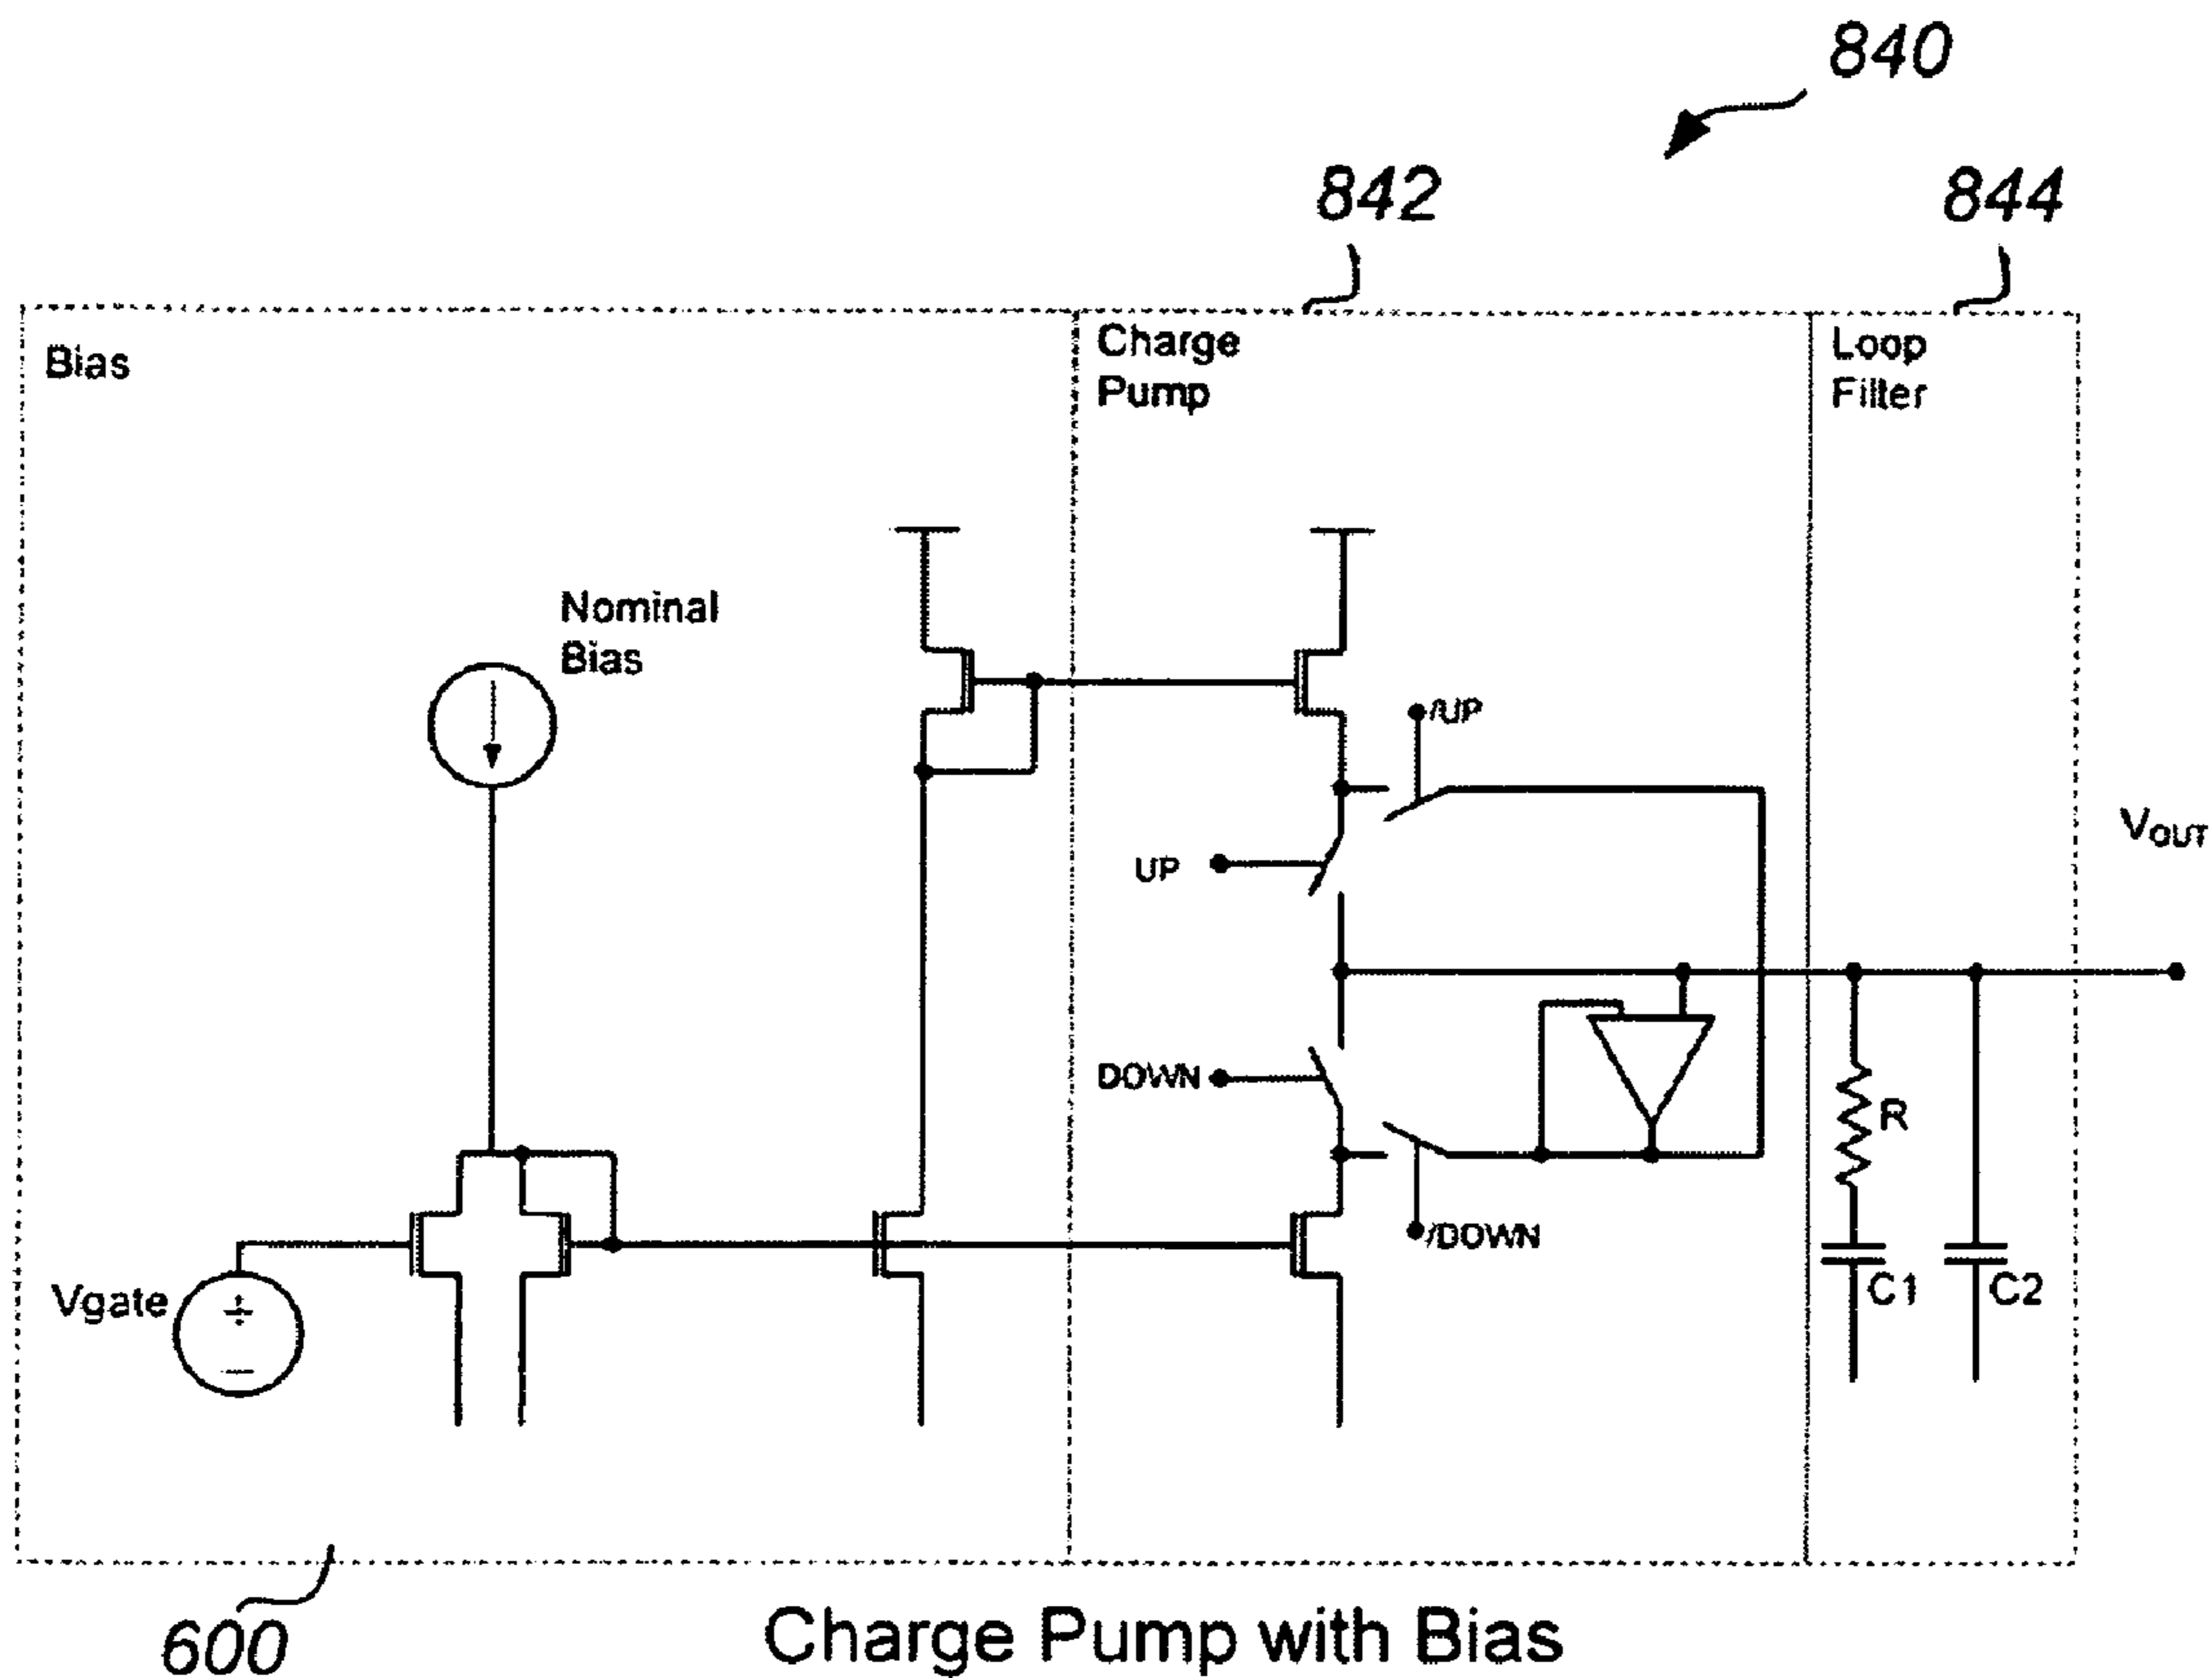 840
842
844
Bias
Charge
Pump
Loop
Filter
Nominal
Bias
/UP
UP
VOUT
DOWN
R
/DOWN
Vgate
+
−
C1
C2
600
Charge Pump with Bias